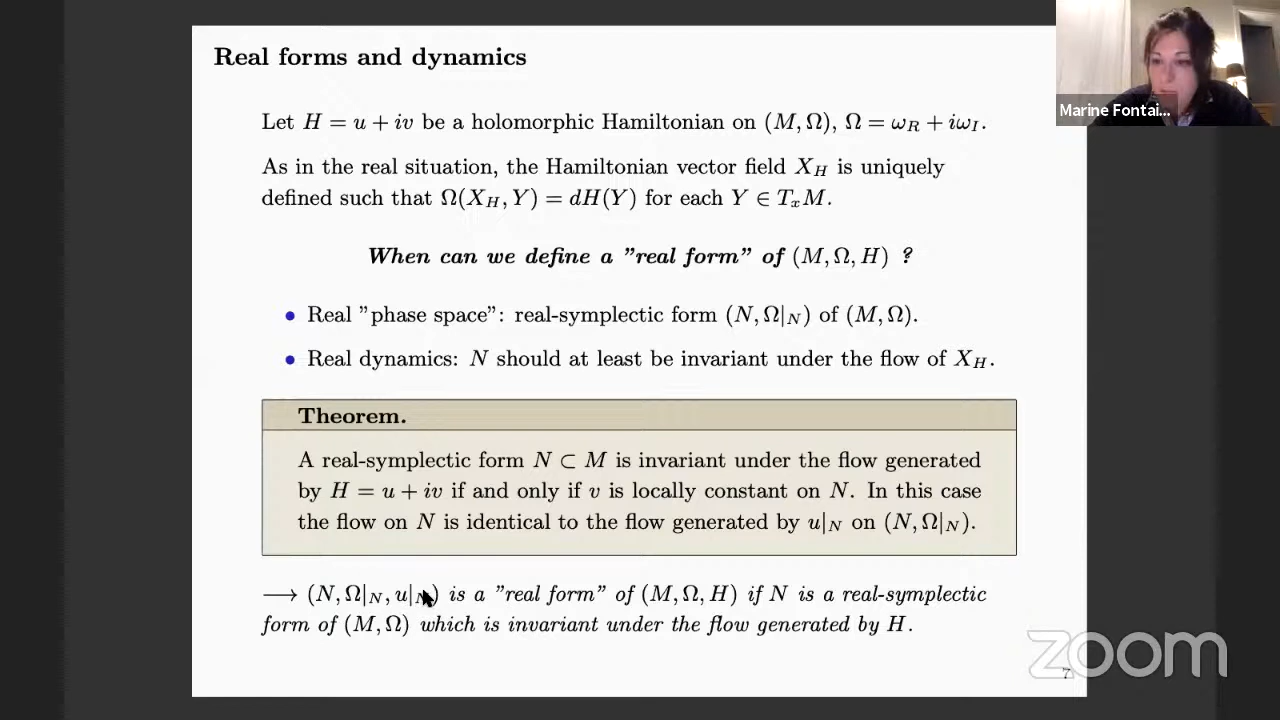 Real forms and dynamics
Let H = u + iv be a holomorphic Hamiltonian on (M, Ω), Ω = ω_R + iω_I.
As in the real situation, the Hamiltonian vector field X_H is uniquely
defined such that Ω(X_H, Y) = dH(Y) for each Y ∈ T_xM.
When can we define a "real form" of (M, Ω, H) ?
• Real "phase space": real-symplectic form (N, Ω|_N) of (M, Ω).
• Real dynamics: N should at least be invariant under the flow of X_H.
Theorem.
A real-symplectic form N ⊂ M is invariant under the flow generated
by H = u + iv if and only if v is locally constant on N. In this case
the flow on N is identical to the flow generated by u|_N on (N, Ω|_N).
⟶ (N, Ω|_N, u|_N) is a "real form" of (M, Ω, H) if N is a real-symplectic
form of (M, Ω) which is invariant under the flow generated by H.
7
Marine Fontai...
zoom